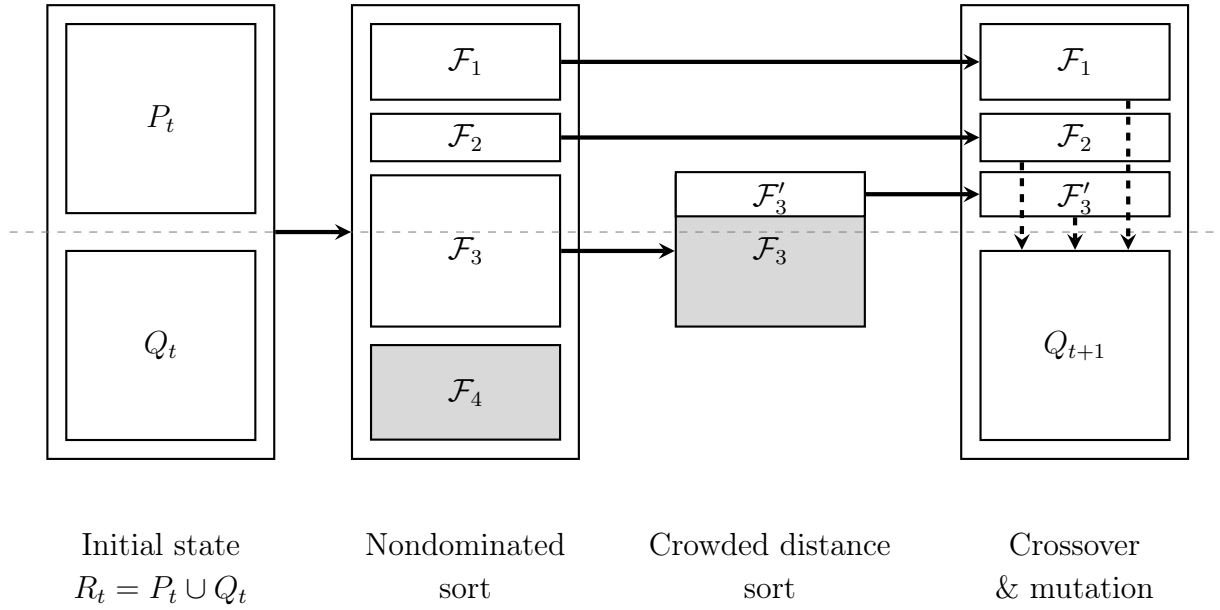 P_t
Q_t
Initial state
R_t = P_t ∪ Q_t
ℱ_1
ℱ_2
ℱ_3
ℱ_4
Nondominated
sort
ℱ′_3
ℱ_3
Crowded distance
sort
ℱ_1
ℱ_2
ℱ′_3
Q_{t+1}
Crossover
& mutation